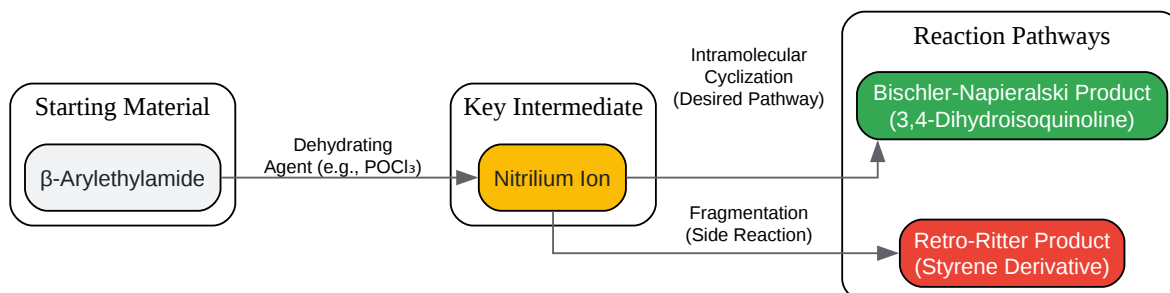 Starting Material
β-Arylethylamide
Dehydrating
Agent (e.g., POCl₃)
Key Intermediate
Nitrilium Ion
Intramolecular
Cyclization
(Desired Pathway)
Fragmentation
(Side Reaction)
Reaction Pathways
Bischler-Napieralski Product
(3,4-Dihydroisoquinoline)
Retro-Ritter Product
(Styrene Derivative)